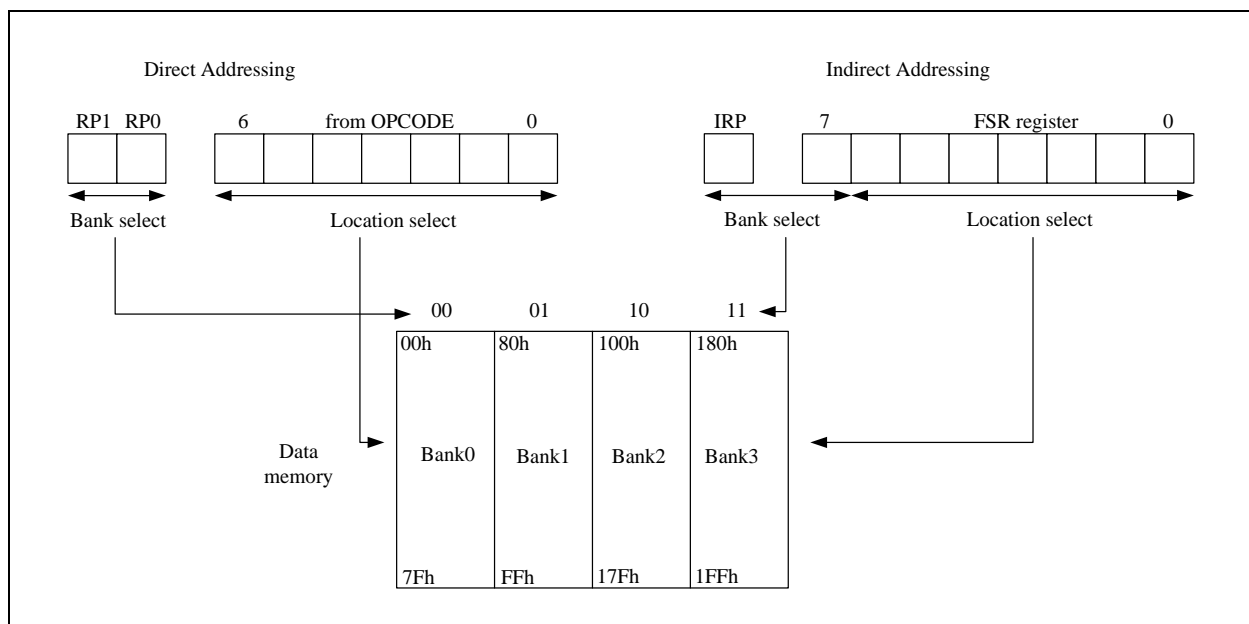 Direct Addressing
Indirect Addressing
RP1 RP0
6 from OPCODE 0
IRP
7 FSR register 0
Bank select
Location select
Bank select
Location select
00 01 10 11
00h 80h 100h 180h
Data
memory
Bank0 Bank1 Bank2 Bank3
7Fh FFh 17Fh 1FFh